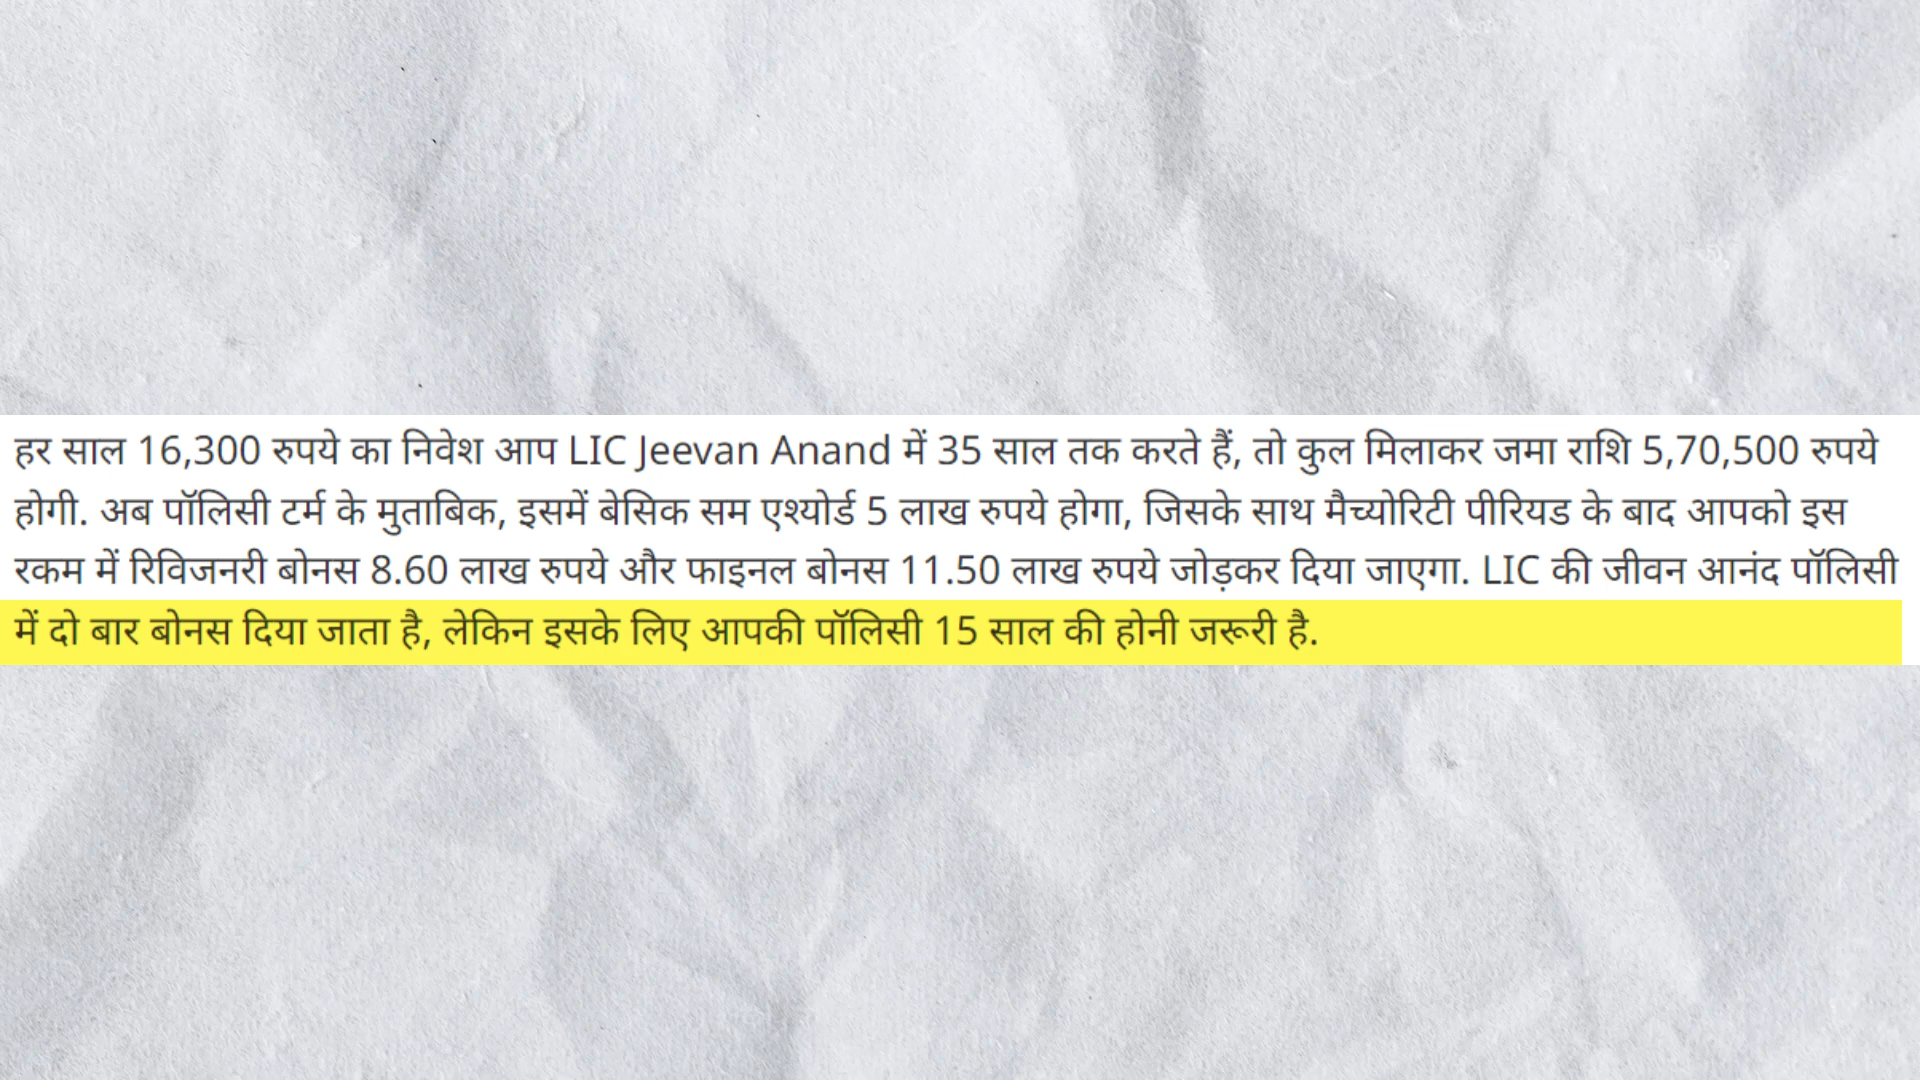 हर साल 16,300 रुपये का निवेश आप LIC Jeevan Anand में 35 साल तक करते हैं, तो कुल मिलाकर जमा राशि 5,70,500 रुपये
होगी. अब पॉलिसी टर्म के मुताबिक, इसमें बेसिक सम एश्योर्ड 5 लाख रुपये होगा, जिसके साथ मैच्योरिटी पीरियड के बाद आपको इस
रकम में रिविजनरी बोनस 8.60 लाख रुपये और फाइनल बोनस 11.50 लाख रुपये जोड़कर दिया जाएगा. LIC की जीवन आनंद पॉलिसी
में दो बार बोनस दिया जाता है, लेकिन इसके लिए आपकी पॉलिसी 15 साल की होनी जरूरी है.